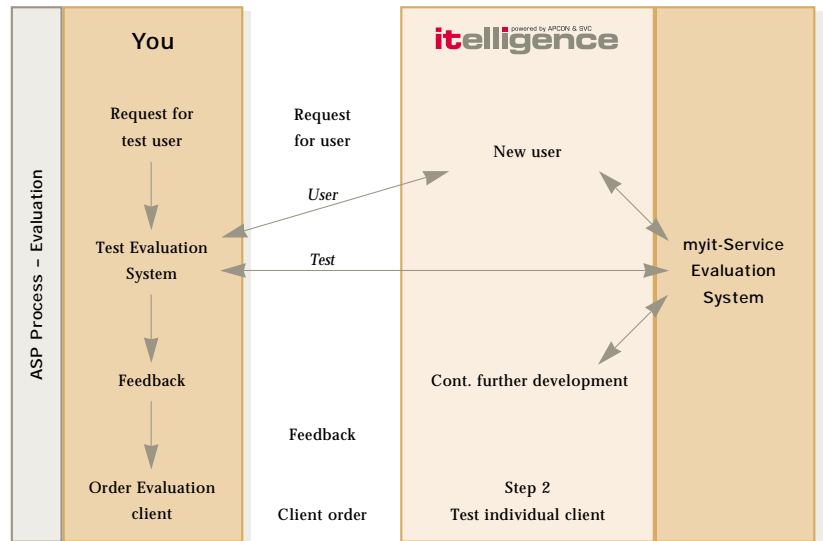 ASP Process – Evaluation
You
powered by APCON & SVC
itelligence
Request for
test user
Request
for user
New user
User
Test Evaluation
System
Test
myit-Service
Evaluation
System
Feedback
Cont. further development
Feedback
Order Evaluation
client
Client order
Step 2
Test individual client